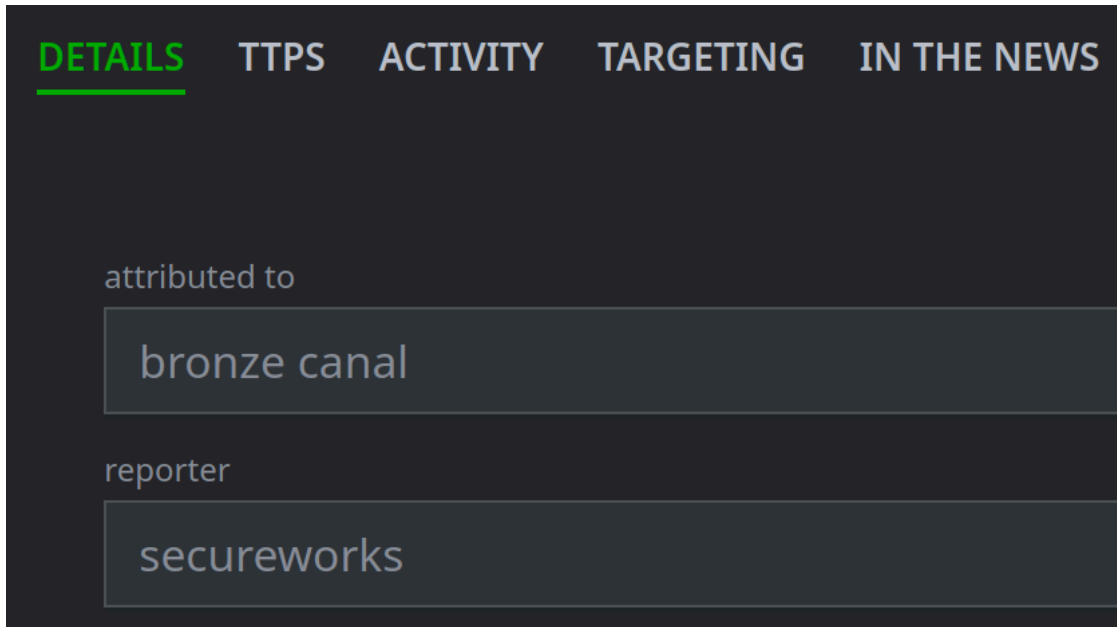 DETAILS TTPS ACTIVITY TARGETING IN THE NEWS
attributed to
bronze canal
reporter
secureworks